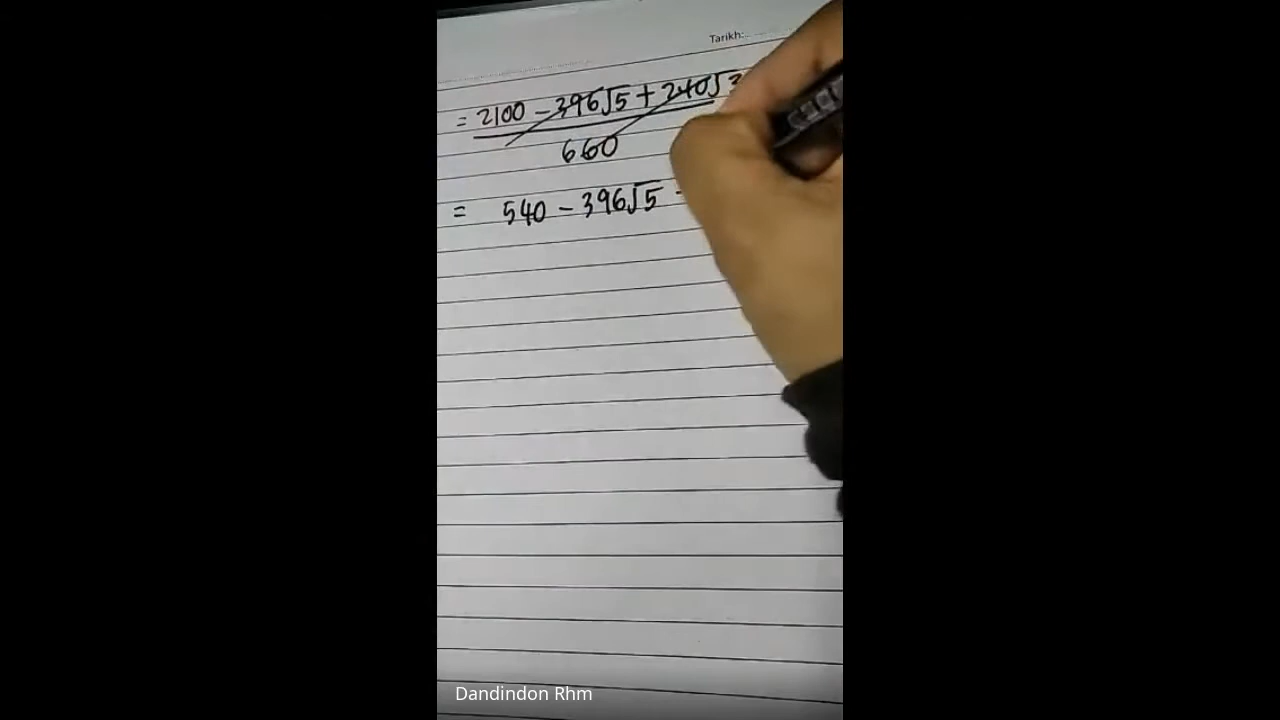 Tarikh:
= 2100 - 396√5 + 240√3
660
= 540 - 396√5 -
Dandindon Rhm